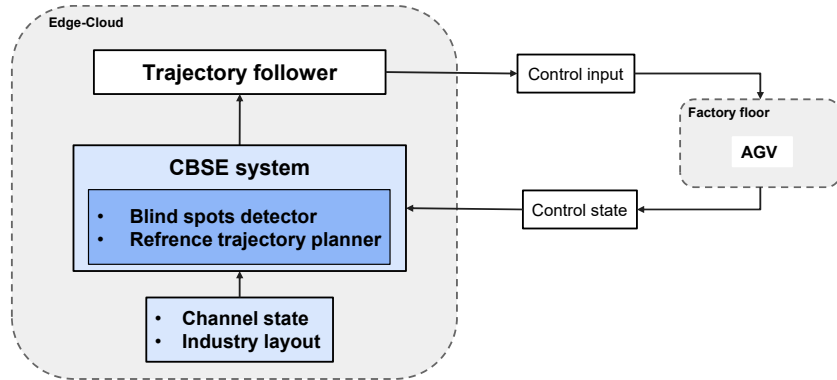 Edge-Cloud
Trajectory follower
Control input
Factory floor
AGV
CBSE system
• Blind spots detector
• Refrence trajectory planner
Control state
• Channel state
• Industry layout